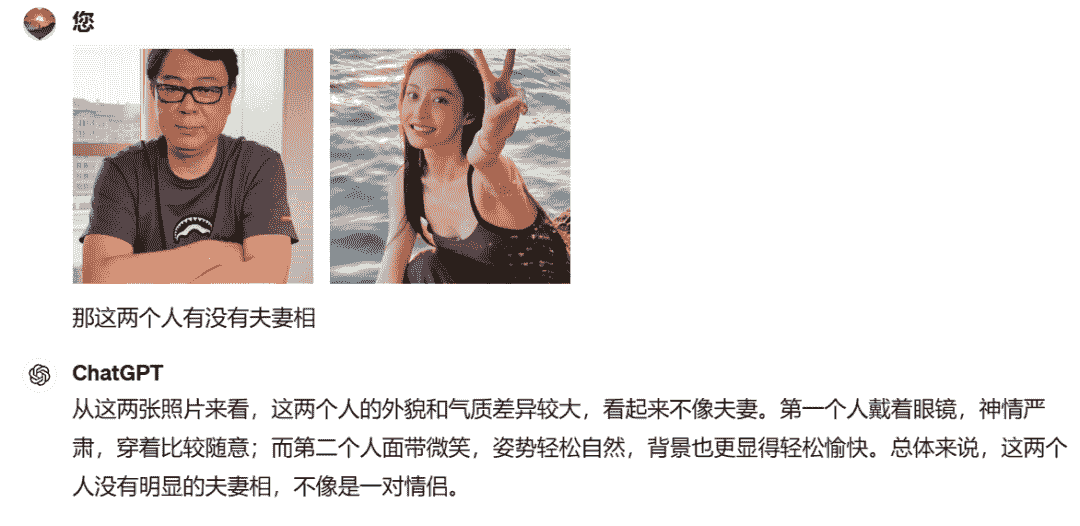 您
那这两个人有没有夫妻相
ChatGPT
从这两张照片来看，这两个人的外貌和气质差异较大，看起来不像夫妻。第一个人戴着眼镜，神情严
肃，穿着比较随意；而第二个人面带微笑，姿势轻松自然，背景也更显得轻松愉快。总体来说，这两个
人没有明显的夫妻相，不像是一对情侣。